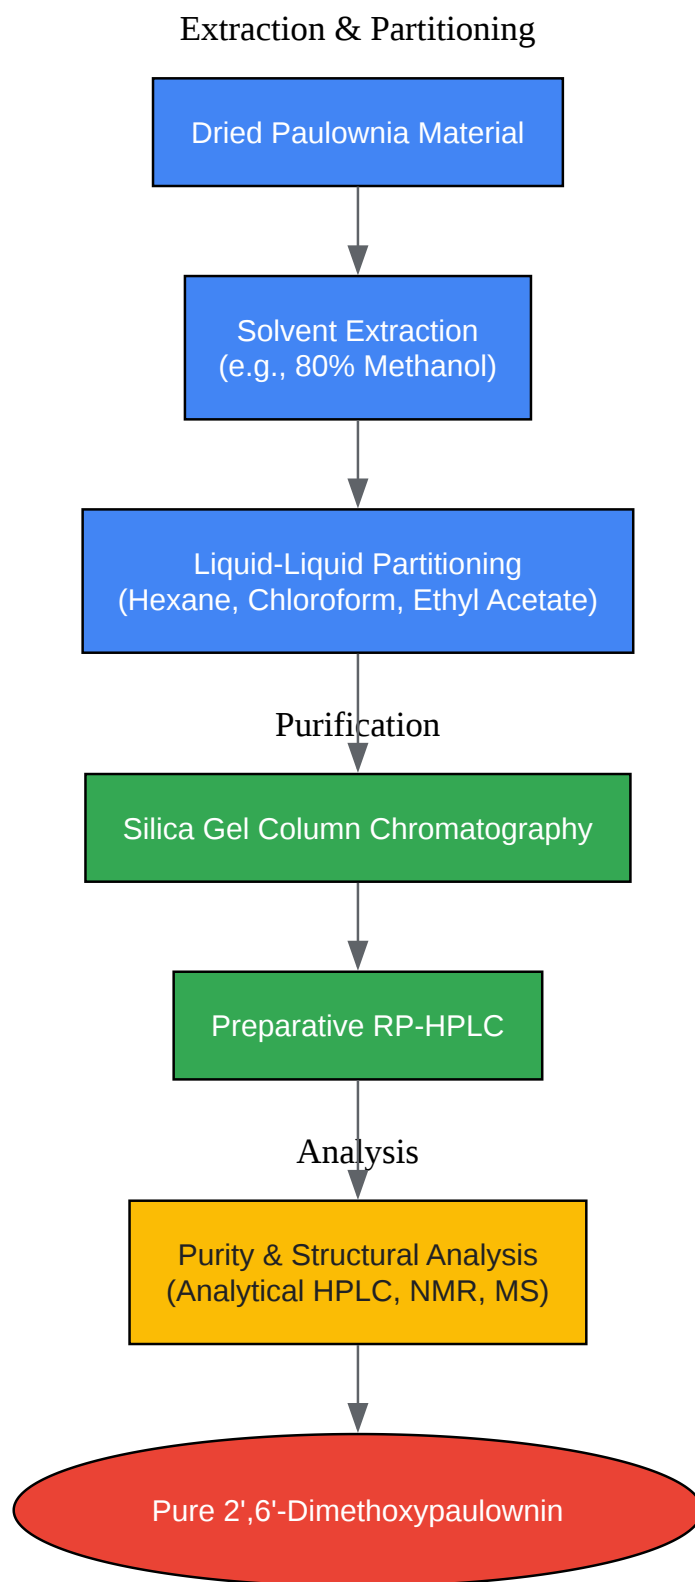 Extraction & Partitioning
Dried Paulownia Material
Solvent Extraction
(e.g., 80% Methanol)
Liquid-Liquid Partitioning
(Hexane, Chloroform, Ethyl Acetate)
Purification
Silica Gel Column Chromatography
Preparative RP-HPLC
Analysis
Purity & Structural Analysis
(Analytical HPLC, NMR, MS)
Pure 2',6'-Dimethoxypaulownin